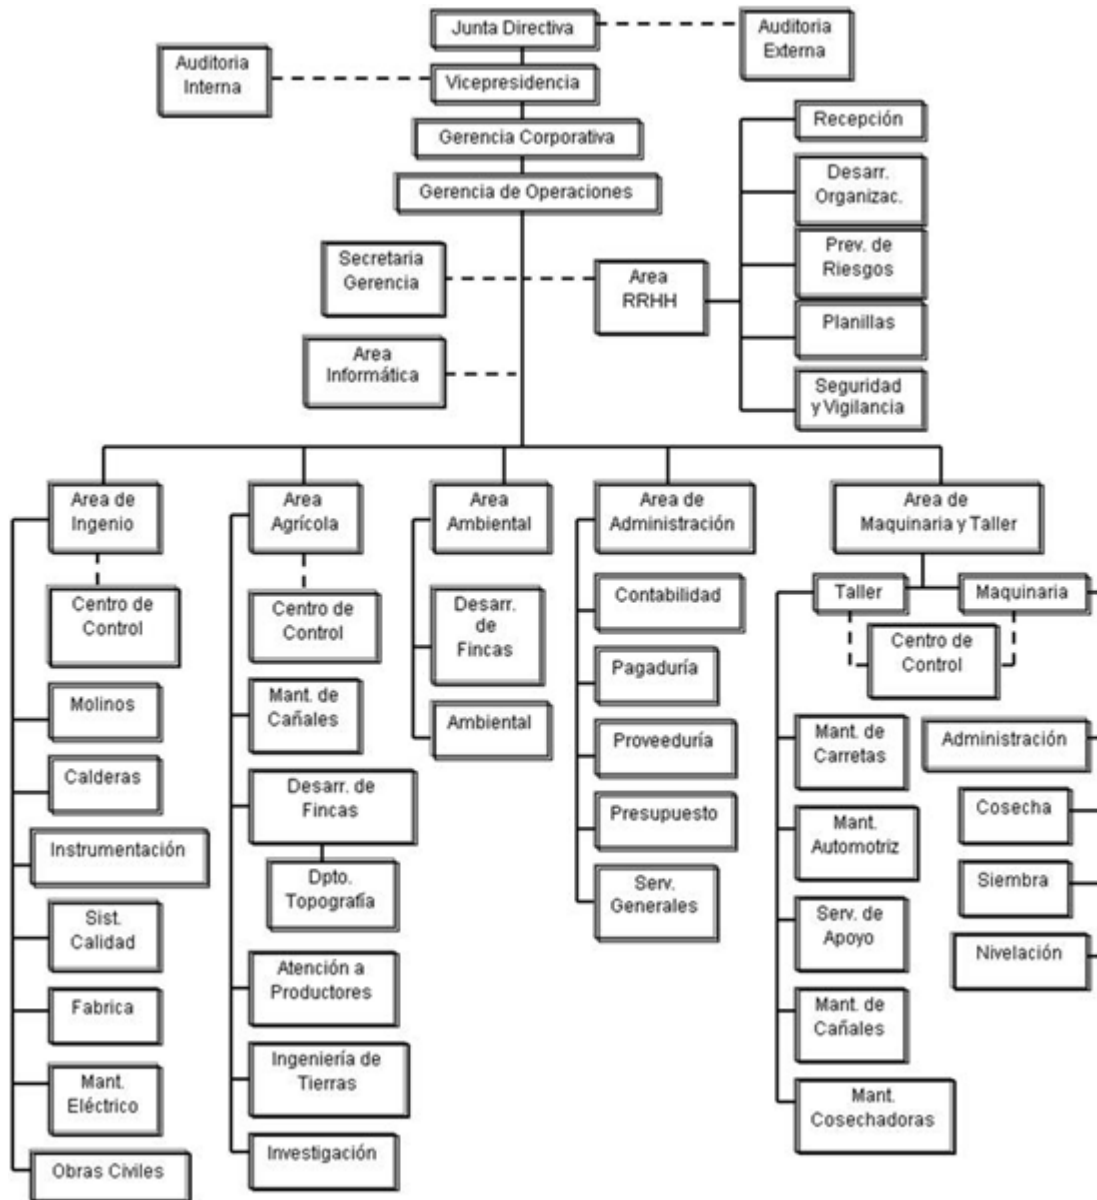 Junta Directiva
Auditoria
Externa
Auditoria
Interna
Vicepresidencia
Gerencia Corporativa
Gerencia de Operaciones
Recepción
Desarr.
Organizac.
Prev. de
Riesgos
Planillas
Seguridad
y Vigilancia
Secretaria
Gerencia
Area
RRHH
Area
Informática
Area de
Ingenio
Centro de
Control
Molinos
Calderas
Instrumentación
Sist.
Calidad
Fabrica
Mant.
Eléctrico
Obras Civiles
Area
Agrícola
Centro de
Control
Mant. de
Cañales
Desarr. de
Fincas
Dpto.
Topografía
Atención a
Productores
Ingeniería de
Tierras
Investigación
Area
Ambiental
Desarr.
de
Fincas
Ambiental
Area de
Administración
Contabilidad
Pagaduría
Proveeduría
Presupuesto
Serv.
Generales
Area de
Maquinaria y Taller
Taller
Maquinaria
Centro de
Control
Mant. de
Carretas
Mant.
Automotriz
Serv. de
Apoyo
Mant. de
Cañales
Mant.
Cosechadoras
Administración
Cosecha
Siembra
Nivelación